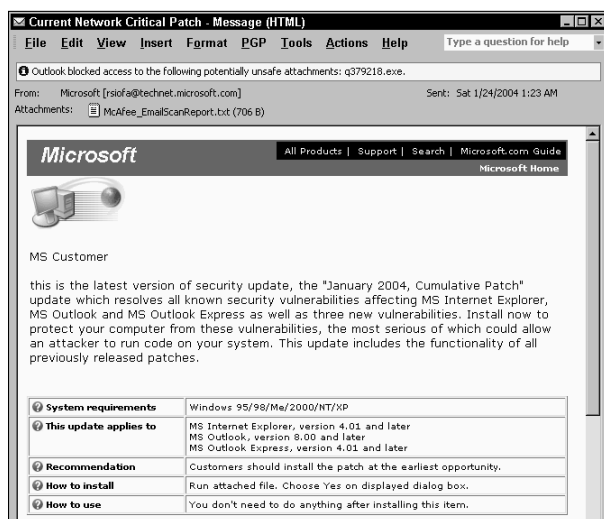 Current Network Critical Patch - Message (HTML)
File Edit View Insert Format PGP Tools Actions Help Type a question for help
Outlook blocked access to the following potentially unsafe attachments: q379218.exe.
From: Microsoft [rsiofa@technet.microsoft.com] Sent: Sat 1/24/2004 1:23 AM
Attachments: McAfee_EmailScanReport.txt (706 B)
Microsoft All Products | Support | Search | Microsoft.com Guide
Microsoft Home
MS Customer
this is the latest version of security update, the "January 2004, Cumulative Patch"
update which resolves all known security vulnerabilities affecting MS Internet Explorer,
MS Outlook and MS Outlook Express as well as three new vulnerabilities. Install now to
protect your computer from these vulnerabilities, the most serious of which could allow
an attacker to run code on your system. This update includes the functionality of all
previously released patches.
System requirements Windows 95/98/Me/2000/NT/XP
This update applies to MS Internet Explorer, version 4.01 and later
MS Outlook, version 8.00 and later
MS Outlook Express, version 4.01 and later
Recommendation Customers should install the patch at the earliest opportunity.
How to install Run attached file. Choose Yes on displayed dialog box.
How to use You don't need to do anything after installing this item.